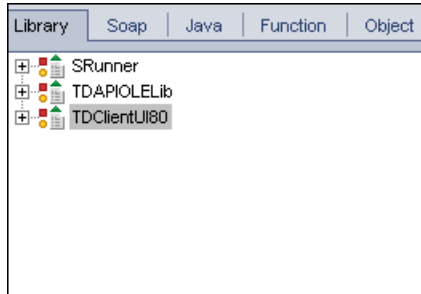 Library Soap Java Function Object
SRunner
TDAPIOLELib
TDClientUI80